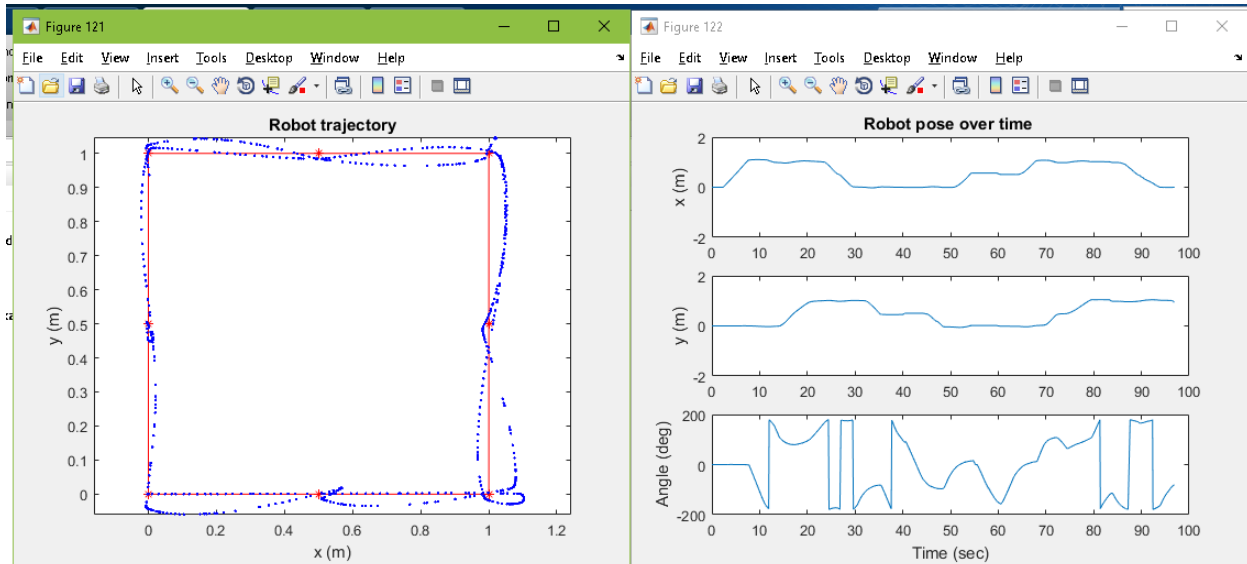 Figure 121
File Edit View Insert Tools Desktop Window Help
Robot trajectory
1
0.9
0.8
0.7
0.6
0.5
0.4
0.3
0.2
0.1
0
y (m)
0 0.2 0.4 0.6 0.8 1 1.2
x (m)
Figure 122
File Edit View Insert Tools Desktop Window Help
Robot pose over time
2
0
-2
x (m)
0 10 20 30 40 50 60 70 80 90 100
2
0
-2
y (m)
0 10 20 30 40 50 60 70 80 90 100
200
0
-200
Angle (deg)
0 10 20 30 40 50 60 70 80 90 100
Time (sec)